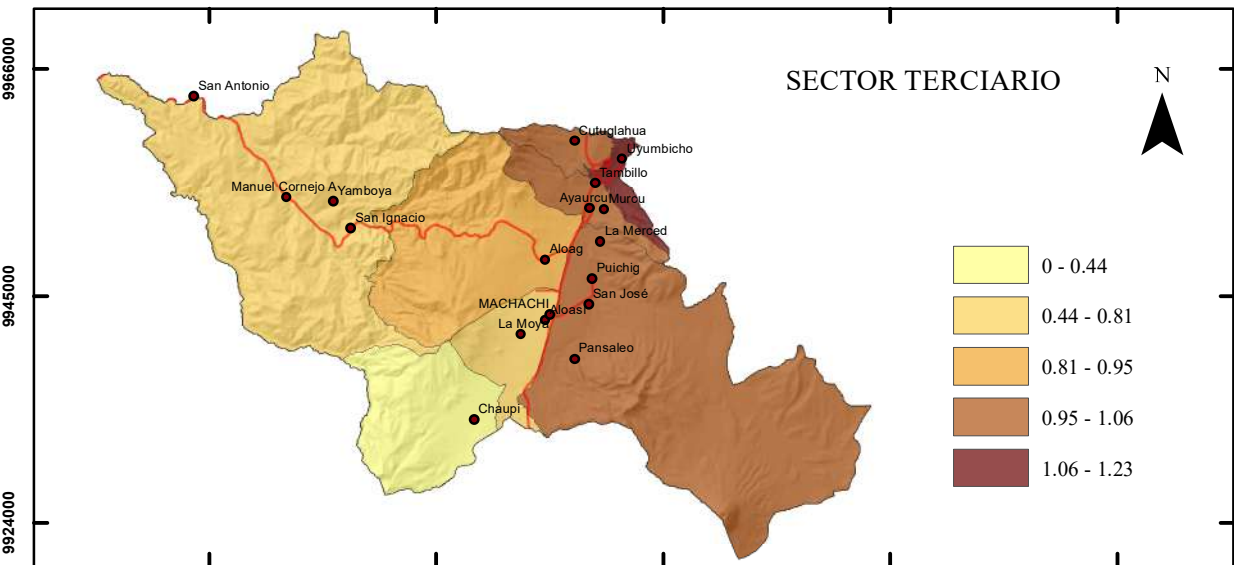 SECTOR TERCIARIO
N
9966000
9945000
9924000
San Antonio
Cutuglahua
Uyumbicho
Tambillo
Manuel Cornejo A
Yamboya
Ayaurcu
Murcu
San Ignacio
La Merced
Aloag
Puichig
San José
MACHACHI
Aloasi
La Moya
Pansaleo
Chaupi
0 - 0.44
0.44 - 0.81
0.81 - 0.95
0.95 - 1.06
1.06 - 1.23